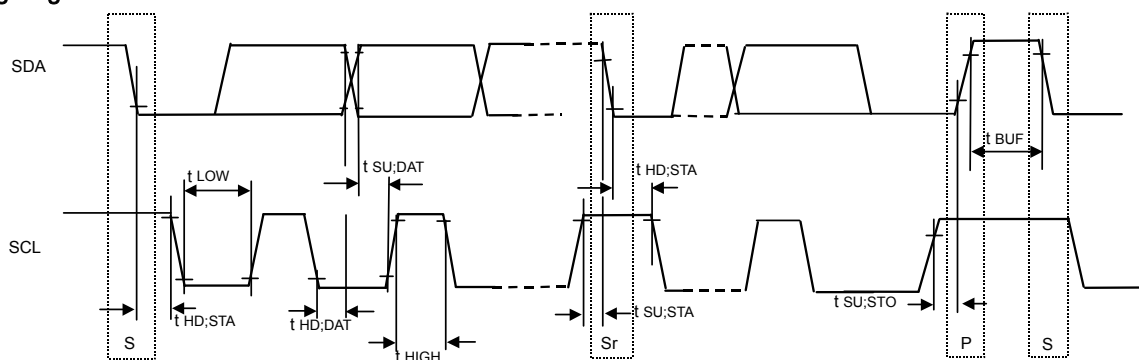 SDA
t BUF
t SU;DAT
t LOW
t HD;STA
SCL
t HD;STA
t HD;DAT
t SU;STA
t SU;STO
t HIGH
S
Sr
P
S